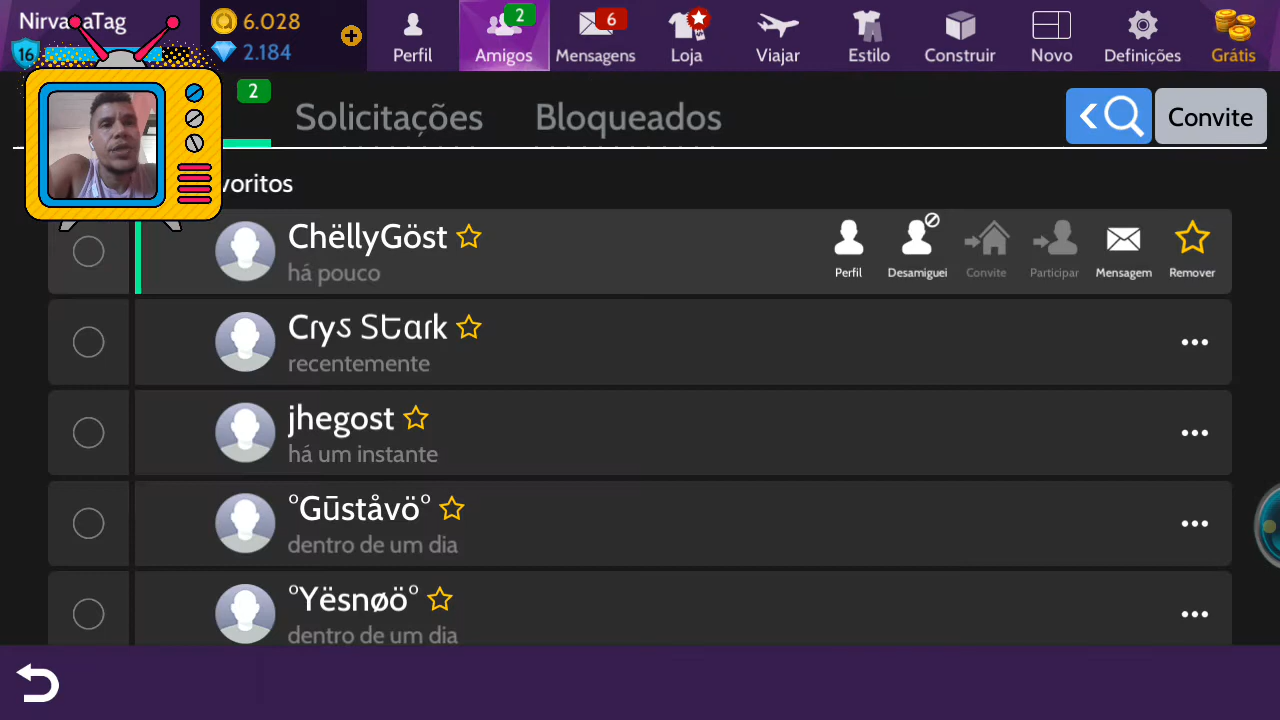 6.028
2.184
16
2
6
Perfil
Amigos
Mensagens
Loja
Viajar
Estilo
Construir
Novo
Definições
Grátis
2
Solicitações
Bloqueados
Convite
voritos
ChëllyGöst
há pouco
Perfil
Desamiguei
Convite
Participar
Mensagem
Remover
Crys Stark
recentemente
jhegost
há um instante
°Gūståvö°
dentro de um dia
°Yësnøö°
dentro de um dia